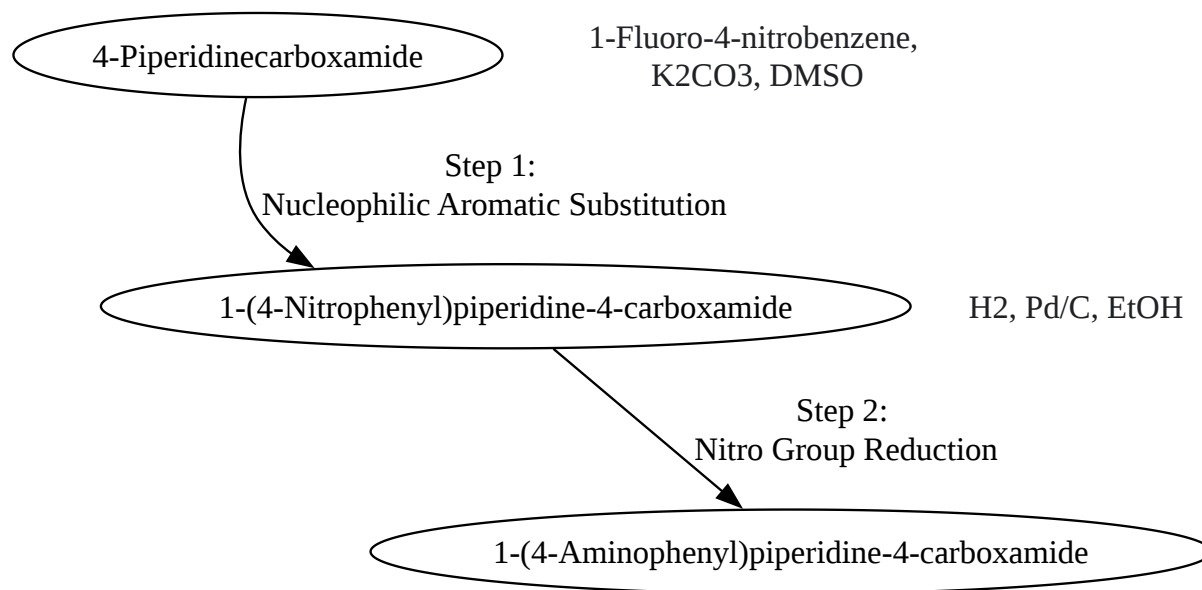 4-Piperidinecarboxamide
1-Fluoro-4-nitrobenzene,
K2CO3, DMSO
Step 1:
Nucleophilic Aromatic Substitution
1-(4-Nitrophenyl)piperidine-4-carboxamide
H2, Pd/C, EtOH
Step 2:
Nitro Group Reduction
1-(4-Aminophenyl)piperidine-4-carboxamide